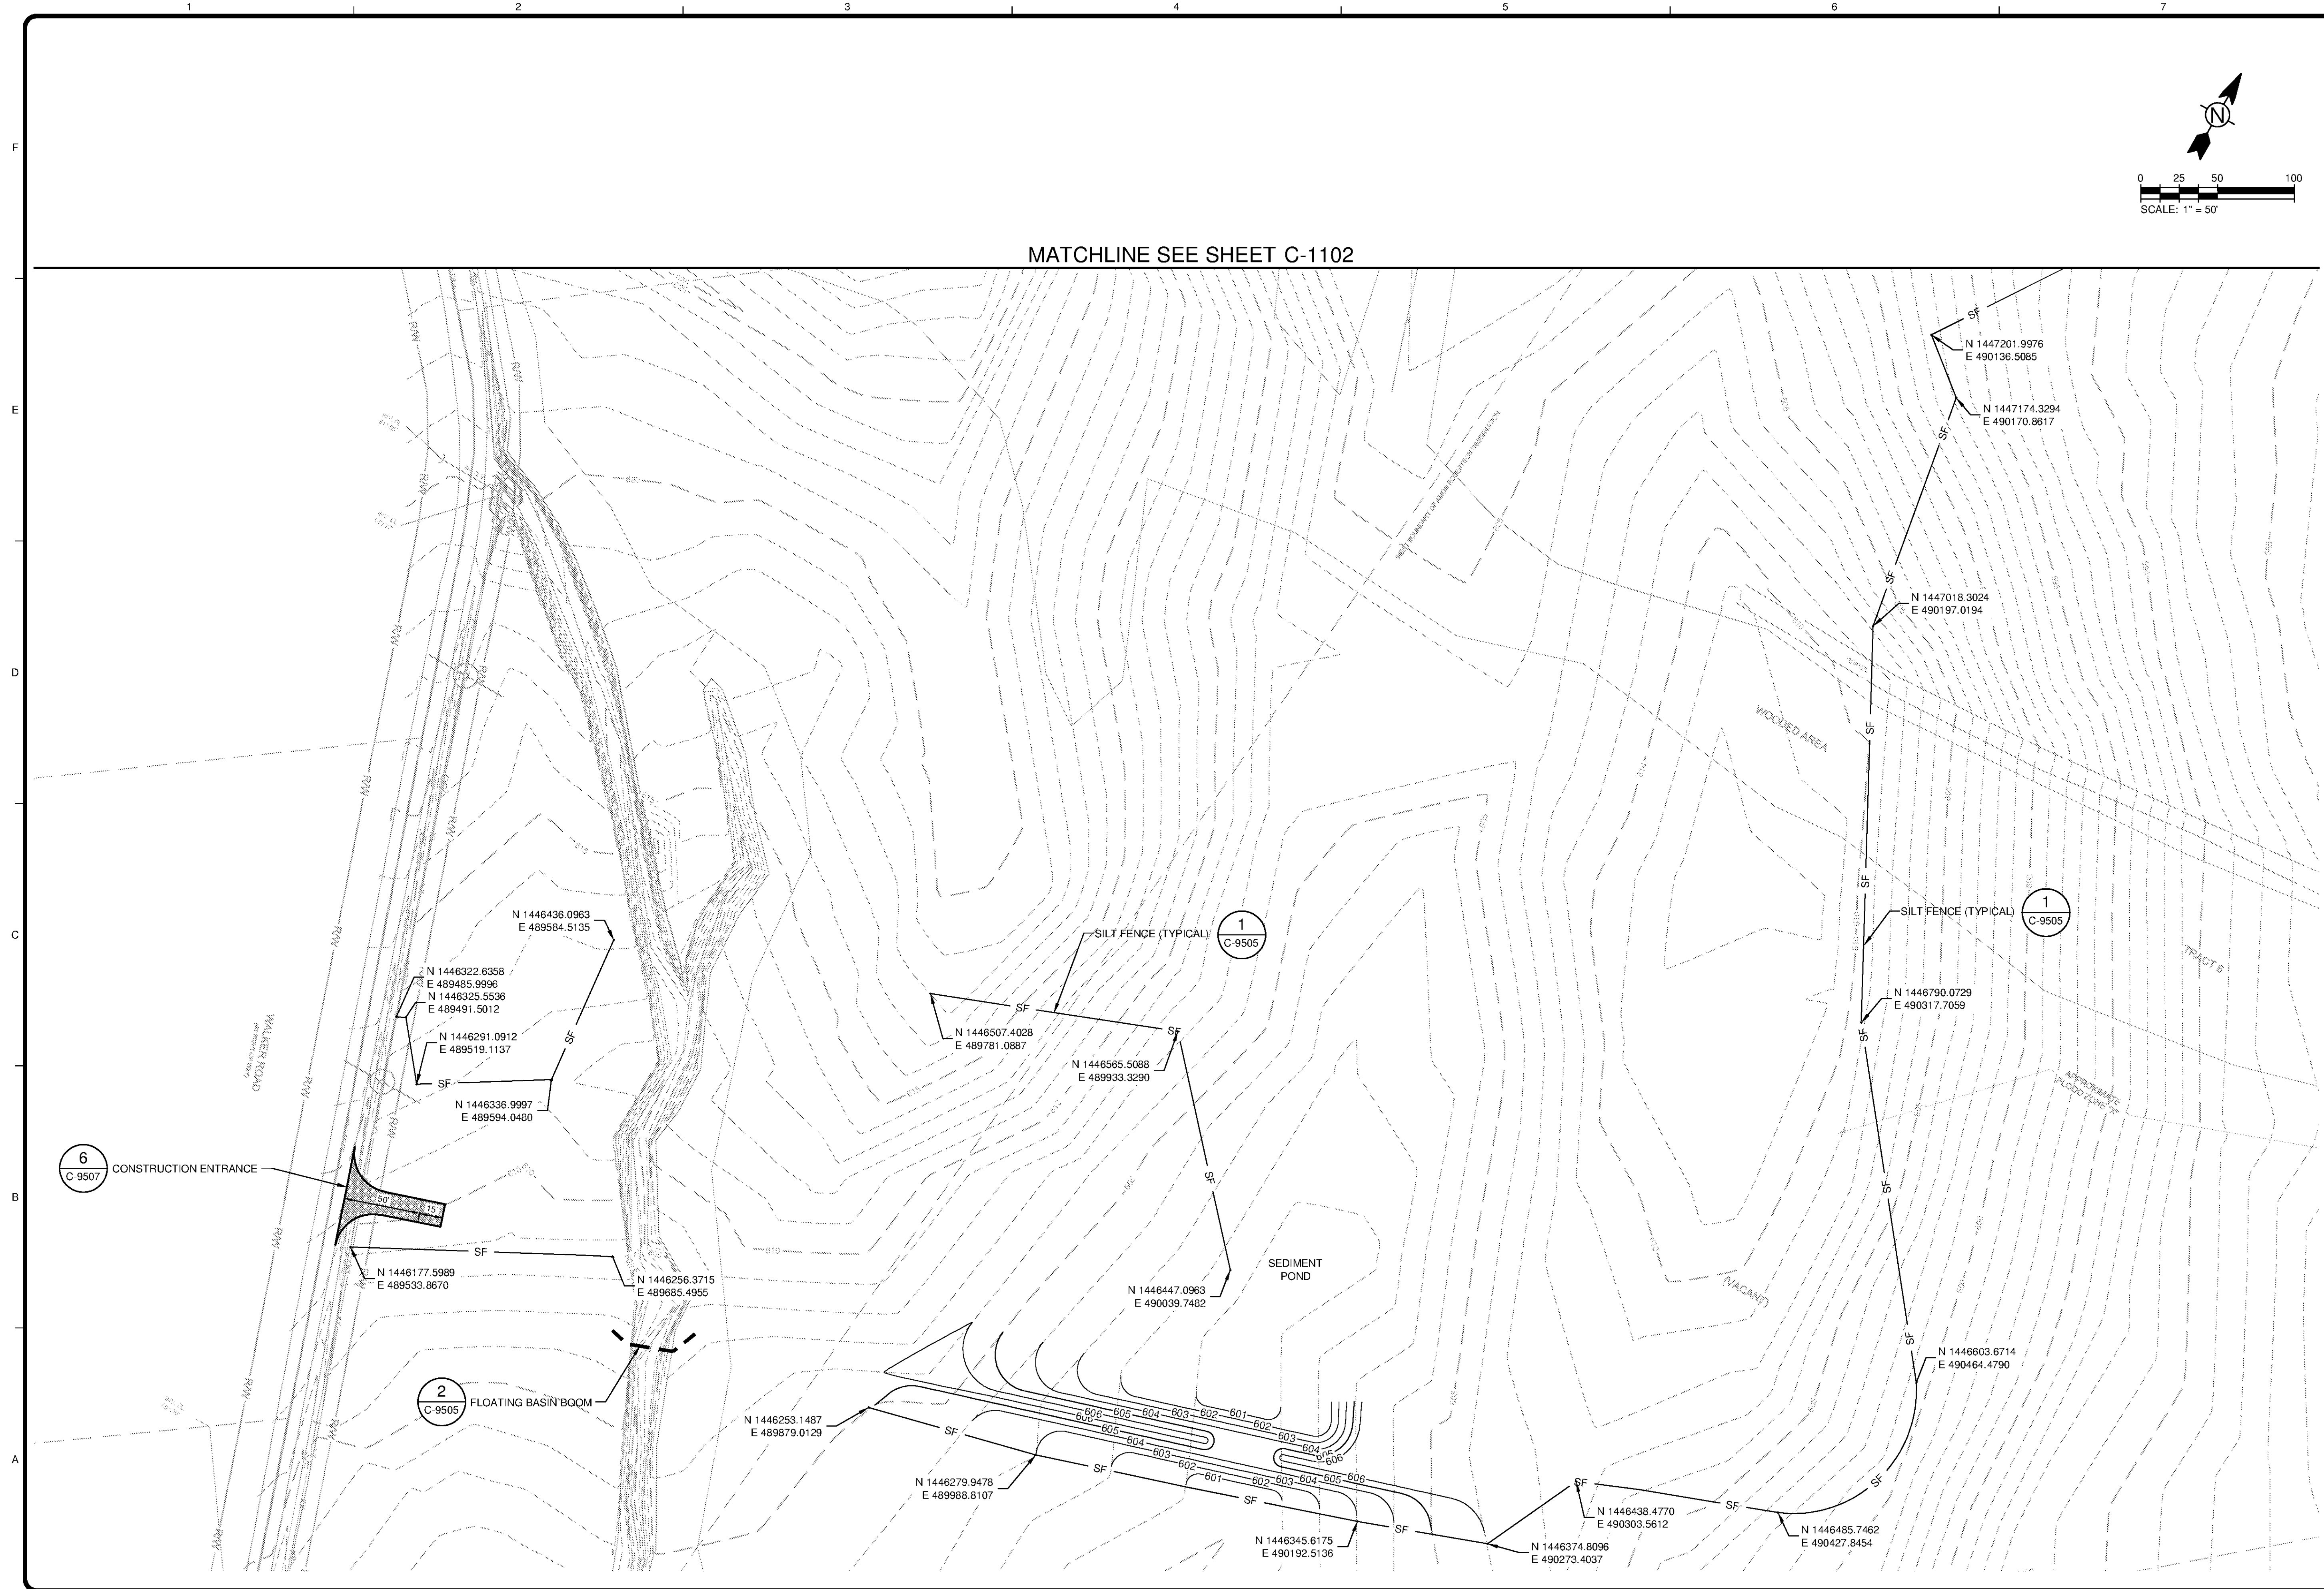 1 2 3 4 5 6 7
F
N
0 25 50 100
SCALE: 1" = 50'
MATCHLINE SEE SHEET C-1102
SF
N 1447201.9976
E 490136.5085
R/W
R/W
E
N 1447174.3294
E 490170.8617
SF
R/W
620
WEST BOUNDARY OF
SF
N 1447018.3024
E 490197.0194
R/W
D
R/W
WOODED AREA
SF
R/W
R/W
615
SF
SILT FENCE (TYPICAL)
1
C-9505
N 1446436.0963
E 489584.5135
C
SILT FENCE (TYPICAL)
1
C-9505
R/W
TRACT 6
N 1446322.6358
E 489485.9996
N 1446325.5536
E 489491.5012
N 1446790.0729
E 490317.7059
SF
SF
SF
SF
N 1446507.4028
E 489781.0887
N 1446291.0912
E 489519.1137
WALKER ROAD
N 1446565.5088
E 489933.3290
SF
R/W
APPROXIMATE
FLOOD ZONE "X"
N 1446336.9997
E 489594.0480
R/W
6
C-9507
CONSTRUCTION ENTRANCE
SF
SF
B
50'
15'
R/W
610
SF
SEDIMENT
POND
N 1446177.5989
E 489533.8670
N 1446256.3715
E 489685.4955
(VACANT)
N 1446447.0963
E 490039.7482
SF
N 1446603.6714
E 490464.4790
R/W
2
C-9505
FLOATING BASIN BOOM
N 1446253.1487
E 489879.0129
606 605 604 603 602 601
602
603
604
605
606
R/W
SF
605 604 603 602 601
602 603 604 605 606
A
SF
N 1446279.9478
E 489988.8107
SF
SF
SF
SF
SF
N 1446438.4770
E 490303.5612
N 1446485.7462
E 490427.8454
R/W
N 1446345.6175
E 490192.5136
N 1446374.8096
E 490273.4037